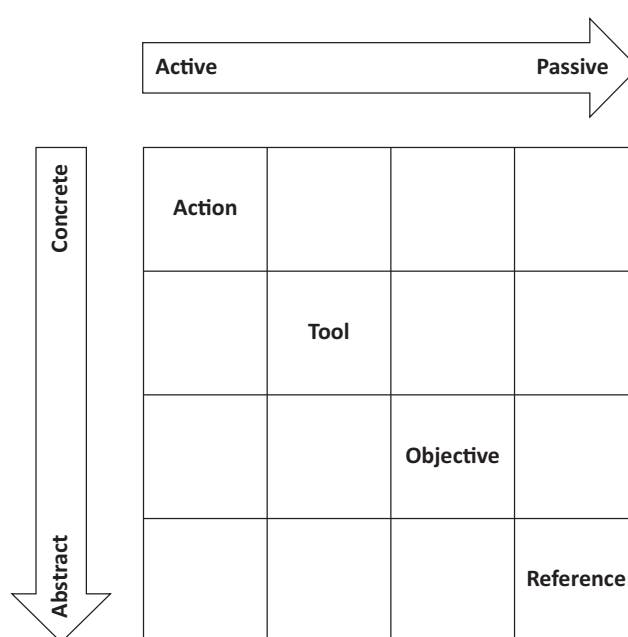 Active Passive
Concrete
Action
Tool
Objective
Abstract
Reference